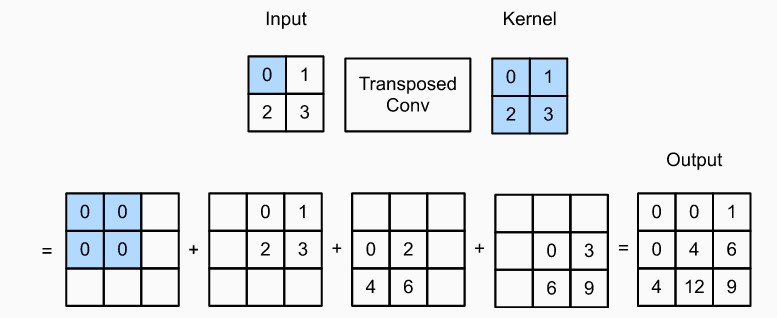 Input Kernel
0 1 Transposed Conv 0 1
2 3 2 3
Output
0 0 0 1 0 0 1
= 0 0 + 2 3 + 0 2 + 0 3 = 0 4 6
4 6 6 9 4 12 9